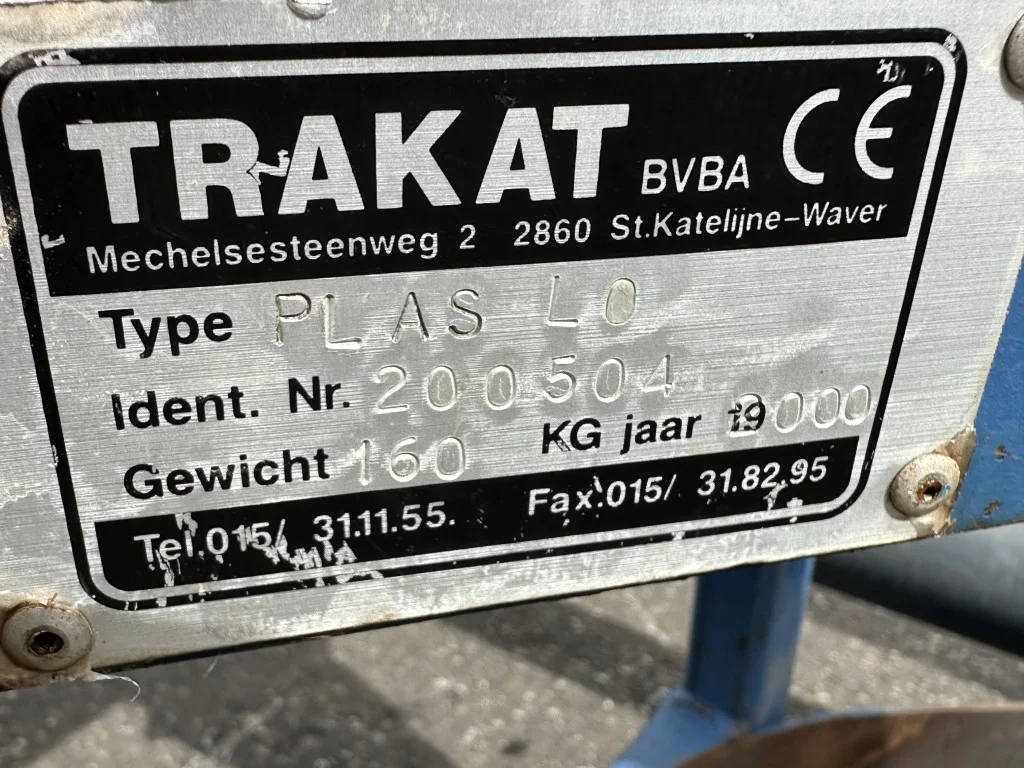 TRAKAT BVBA CE
Mechelsesteenweg 2 2860 St.Katelijne-Waver
Type PLAS LO
Ident. Nr. 200504
Gewicht 160 KG jaar 19 2000
Tel.015/ 31.11.55. Fax.015/ 31.82.95